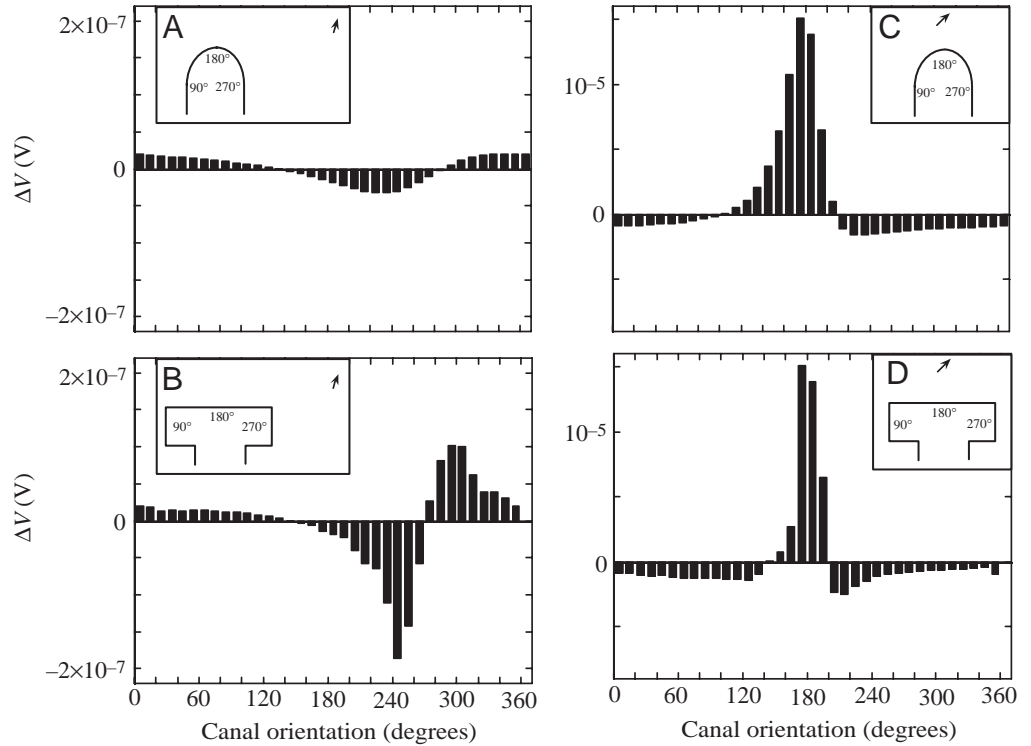 A
180°
90° 270°
2×10⁻⁷
0
−2×10⁻⁷
ΔV (V)
C
180°
90° 270°
10⁻⁵
0
B
180°
90° 270°
2×10⁻⁷
0
−2×10⁻⁷
ΔV (V)
0 60 120 180 240 300 360
Canal orientation (degrees)
D
180°
90° 270°
10⁻⁵
0
0 60 120 180 240 300 360
Canal orientation (degrees)